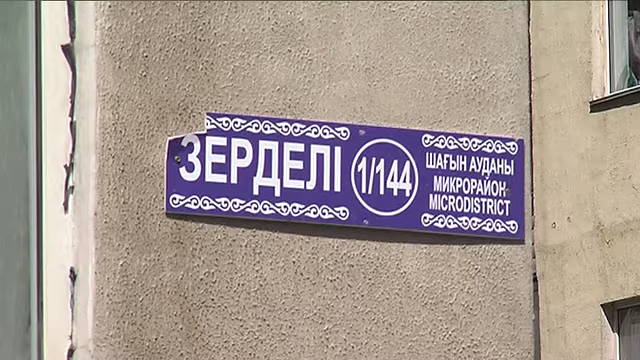 ЗЕРДЕЛІ
1/144
ШАҒЫН АУДАНЫ
МИКРОРАЙОН
MICRODISTRICT